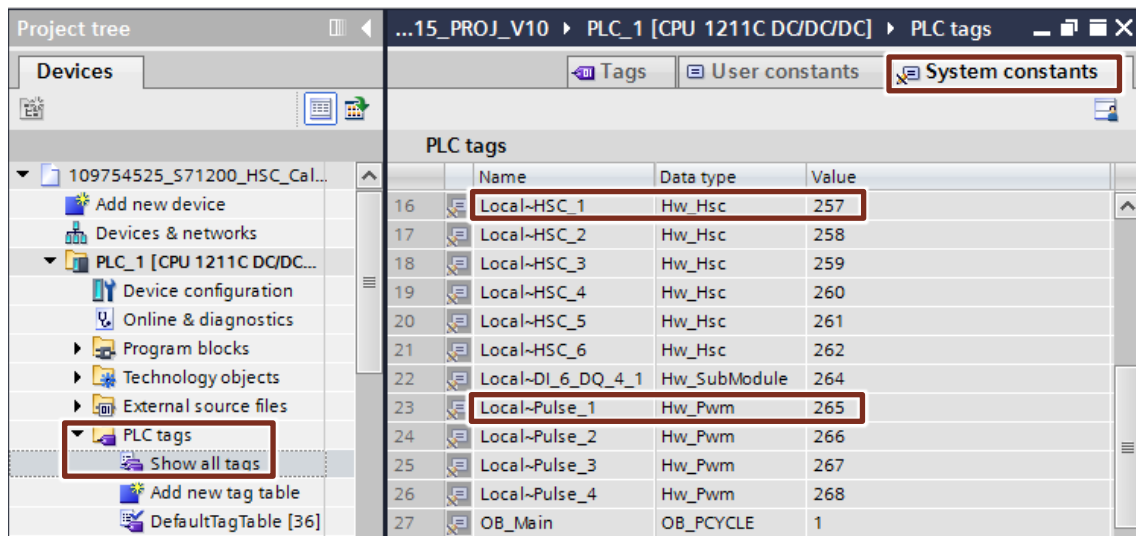 Project tree
Devices
109754525_S71200_HSC_Cal...
Add new device
Devices & networks
PLC_1 [CPU 1211C DC/DC...
Device configuration
Online & diagnostics
Program blocks
Technology objects
External source files
PLC tags
Show all tags
Add new tag table
DefaultTagTable [36]
...15_PROJ_V10 ▸ PLC_1 [CPU 1211C DC/DC/DC] ▸ PLC tags
Tags User constants System constants
PLC tags
Name Data type Value
16 Local~HSC_1 Hw_Hsc 257
17 Local~HSC_2 Hw_Hsc 258
18 Local~HSC_3 Hw_Hsc 259
19 Local~HSC_4 Hw_Hsc 260
20 Local~HSC_5 Hw_Hsc 261
21 Local~HSC_6 Hw_Hsc 262
22 Local~DI_6_DQ_4_1 Hw_SubModule 264
23 Local~Pulse_1 Hw_Pwm 265
24 Local~Pulse_2 Hw_Pwm 266
25 Local~Pulse_3 Hw_Pwm 267
26 Local~Pulse_4 Hw_Pwm 268
27 OB_Main OB_PCYCLE 1